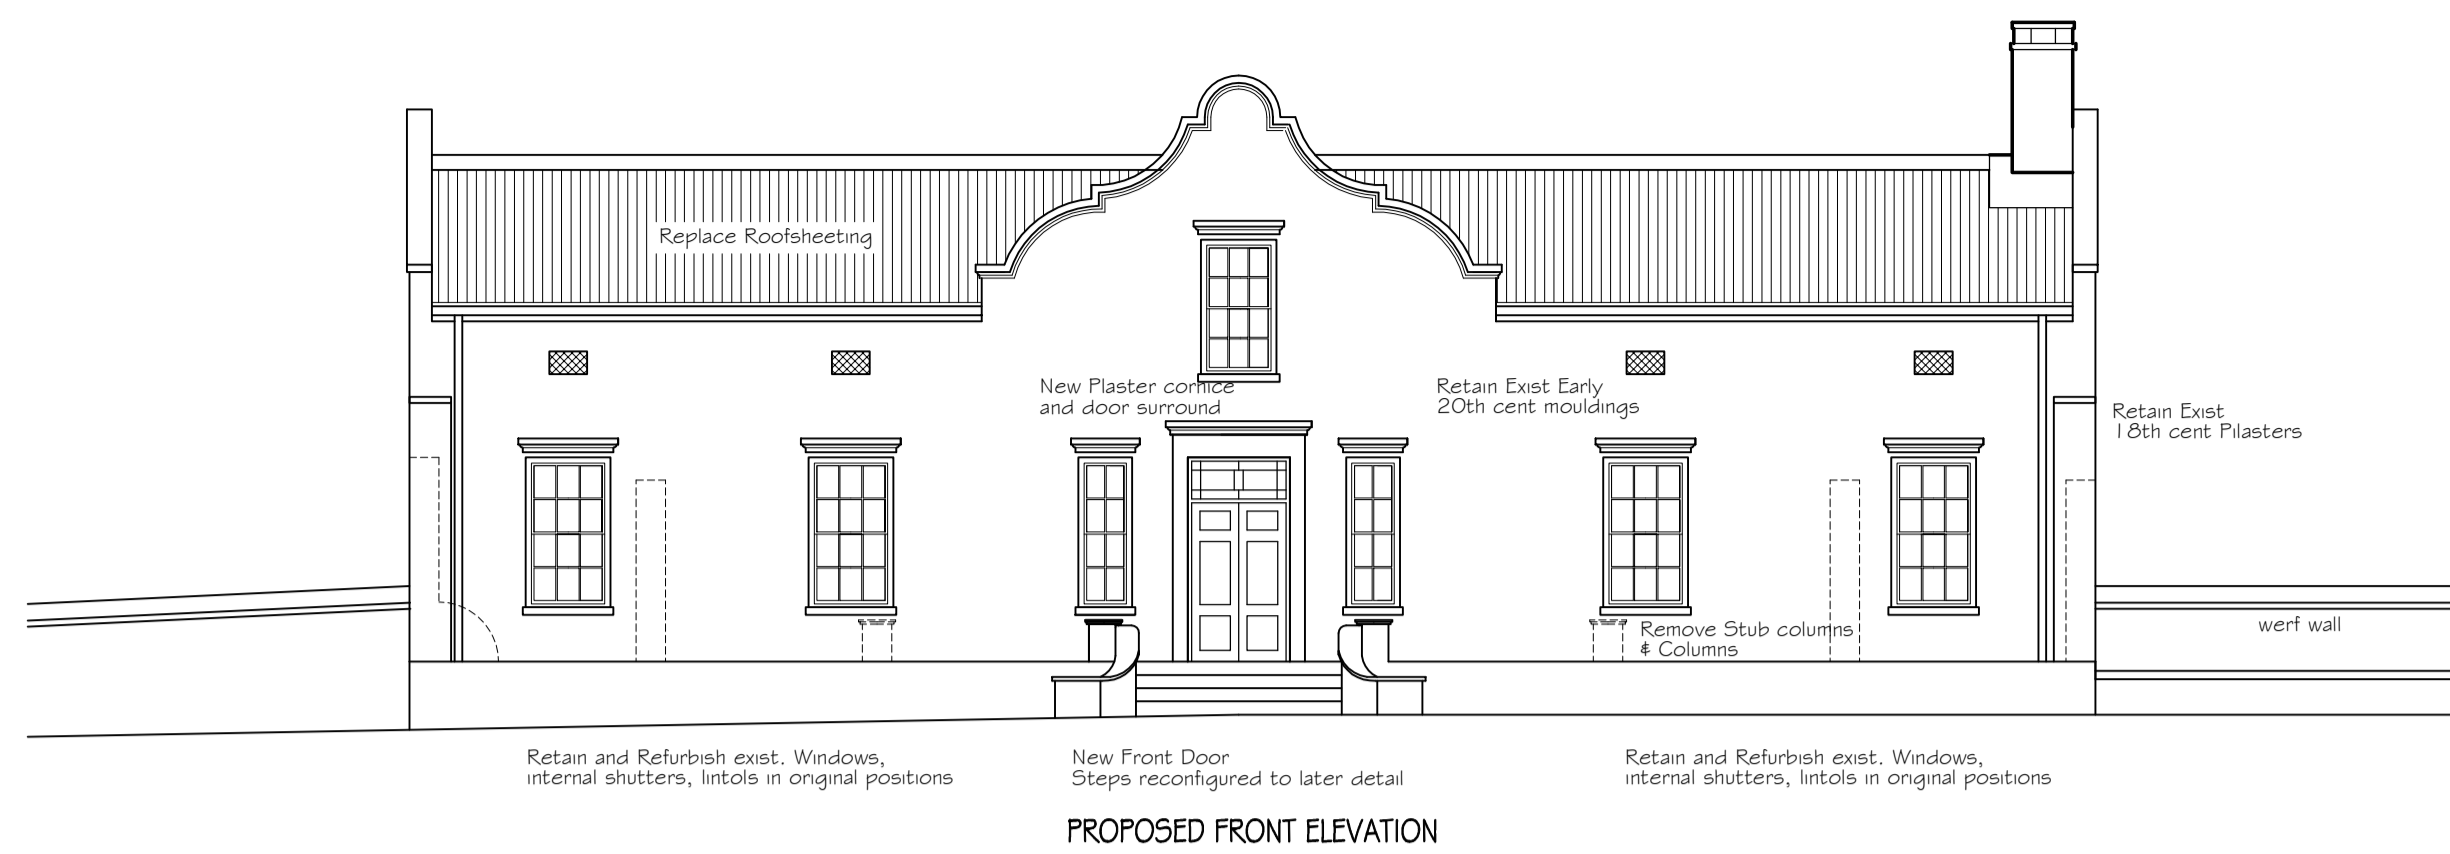 Replace Roofsheeting
New Plaster cornice
and door surround
Retain Exist Early
20th cent mouldings
Retain Exist
18th cent Pilasters
Remove Stub columns
& Columns
werf wall
Retain and Refurbish exist. Windows,
internal shutters, lintols in original positions
New Front Door
Steps reconfigured to later detail
Retain and Refurbish exist. Windows,
internal shutters, lintols in original positions
PROPOSED FRONT ELEVATION